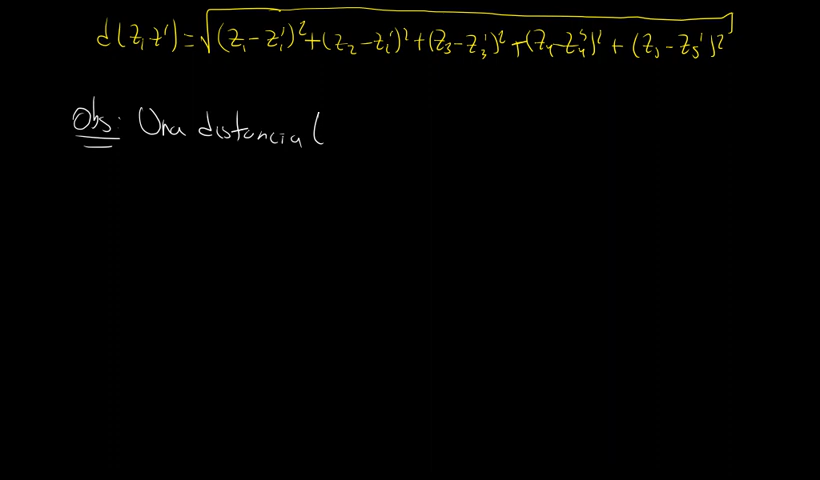 d(z,z') = √(z₁ - z₁')² + (z₂ - z₂')² + (z₃ - z₃')² + (z₄ - z₄')² + (z₅ - z₅')²
Obs: Una distancia (